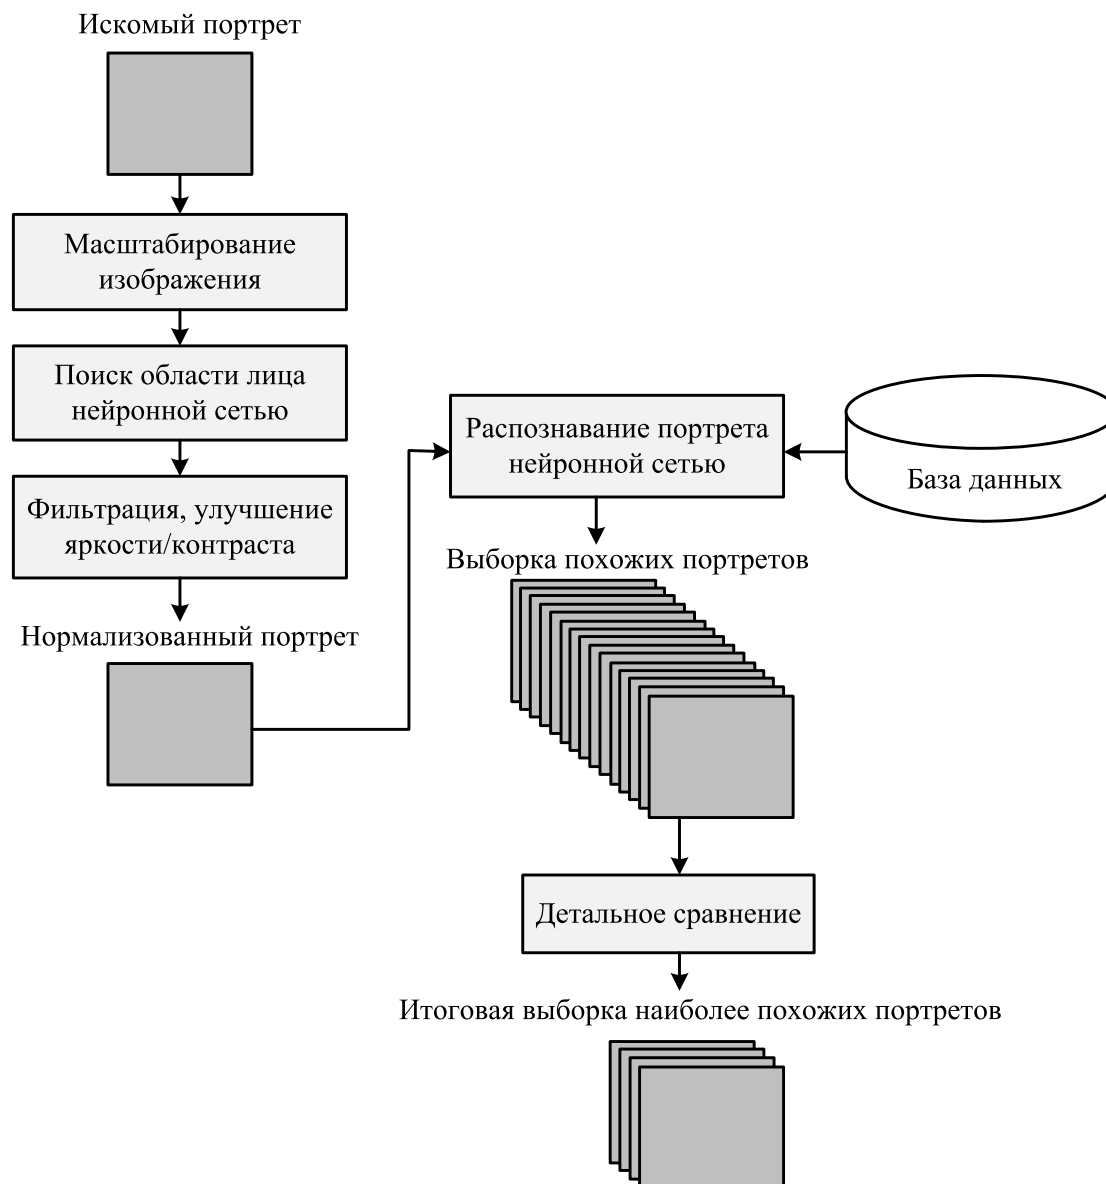 Искомый портрет
Масштабирование
изображения
Поиск области лица
нейронной сетью
Фильтрация, улучшение
яркости/контраста
Нормализованный портрет
Распознавание портрета
нейронной сетью
База данных
Выборка похожих портретов
Детальное сравнение
Итоговая выборка наиболее похожих портретов